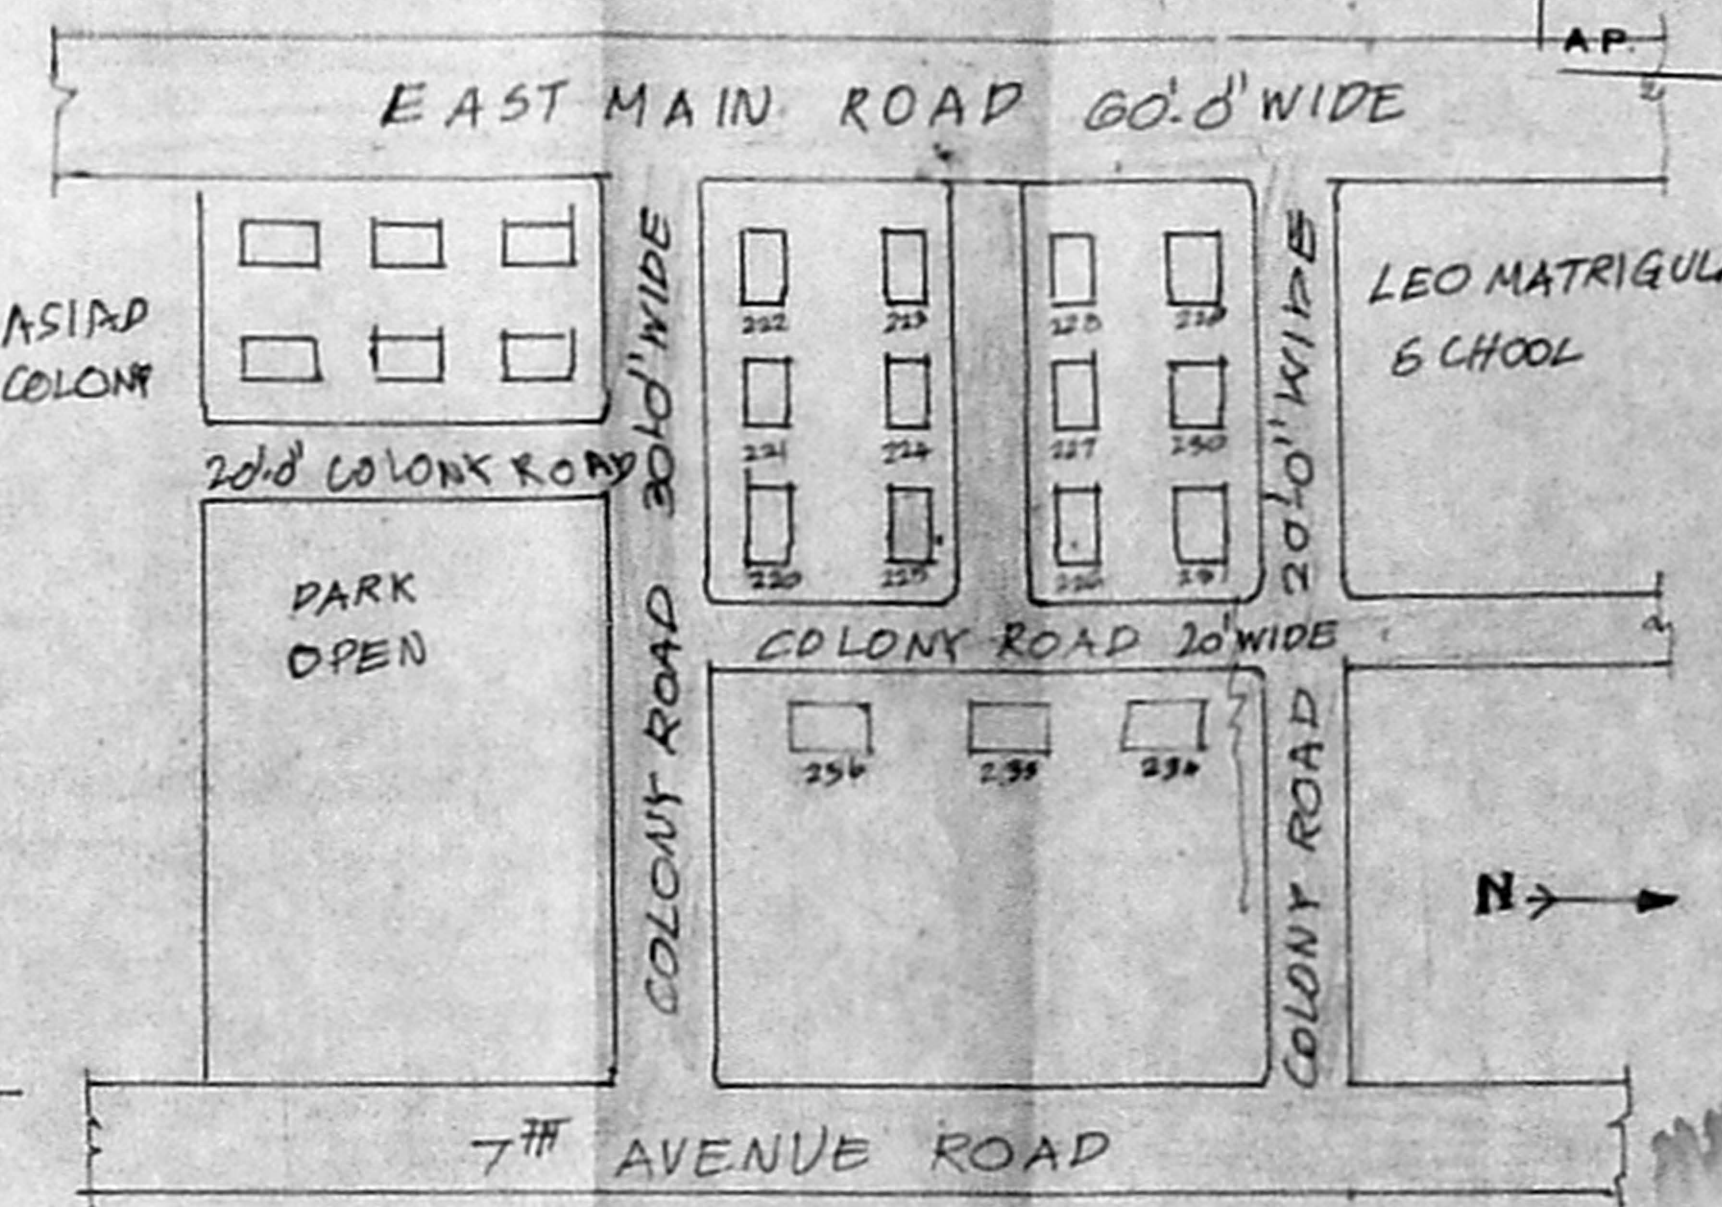 A.P.
EAST MAIN ROAD 60'.0" WIDE
ASIAD
COLONY
20'.0" COLONY ROAD
PARK
OPEN
COLONY ROAD 30'.0" WIDE
222 223
221 224
220 225
228 229
227 230
226 231
COLONY ROAD 20' WIDE
236 235 234
COLONY ROAD 20'.0" WIDE
LEO MATRICUL
SCHOOL
N
7TH AVENUE ROAD